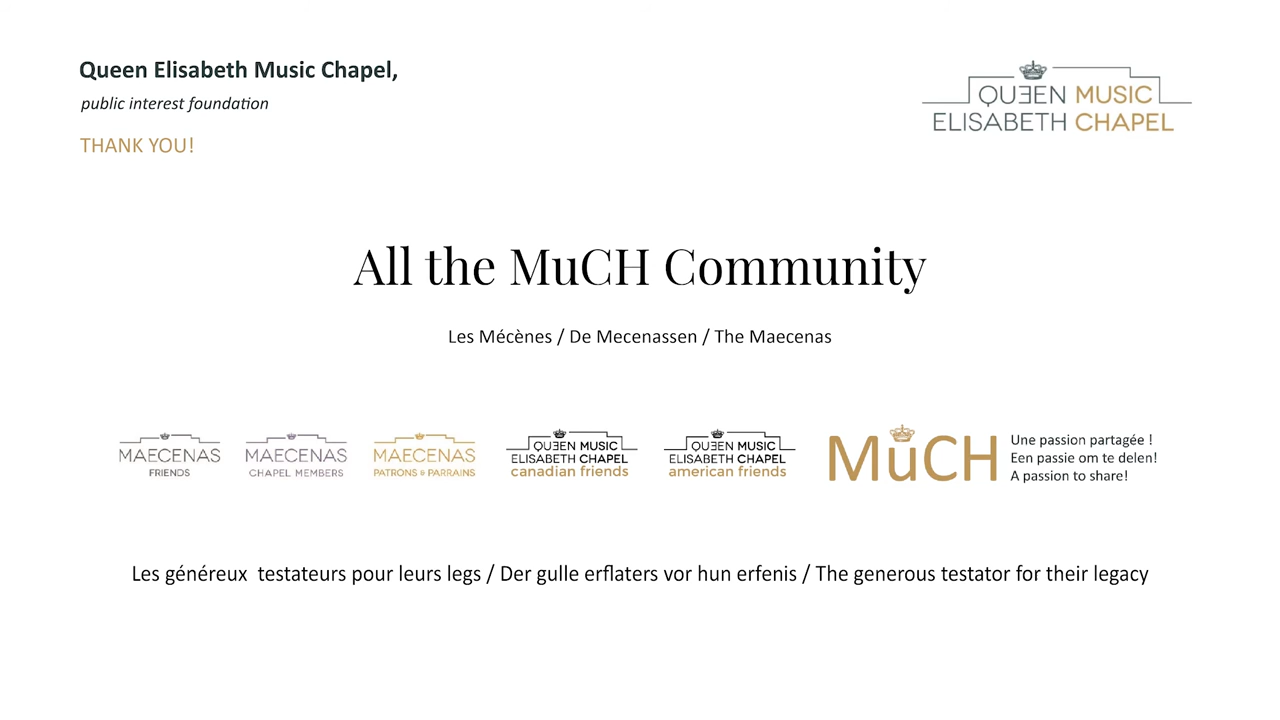 Queen Elisabeth Music Chapel,
public interest foundation
THANK YOU!
QUƎEN MUSIC
ELISABETH CHAPEL
All the MuCH Community
Les Mécènes / De Mecenassen / The Maecenas
MAECENAS
FRIENDS
MAECENAS
CHAPEL MEMBERS
MAECENAS
PATRONS & PARRAINS
QUƎEN MUSIC
ELISABETH CHAPEL
canadian friends
QUƎEN MUSIC
ELISABETH CHAPEL
american friends
MuCH
Une passion partagée !
Een passie om te delen!
A passion to share!
Les généreux  testateurs pour leurs legs / Der gulle erflaters vor hun erfenis / The generous testator for their legacy